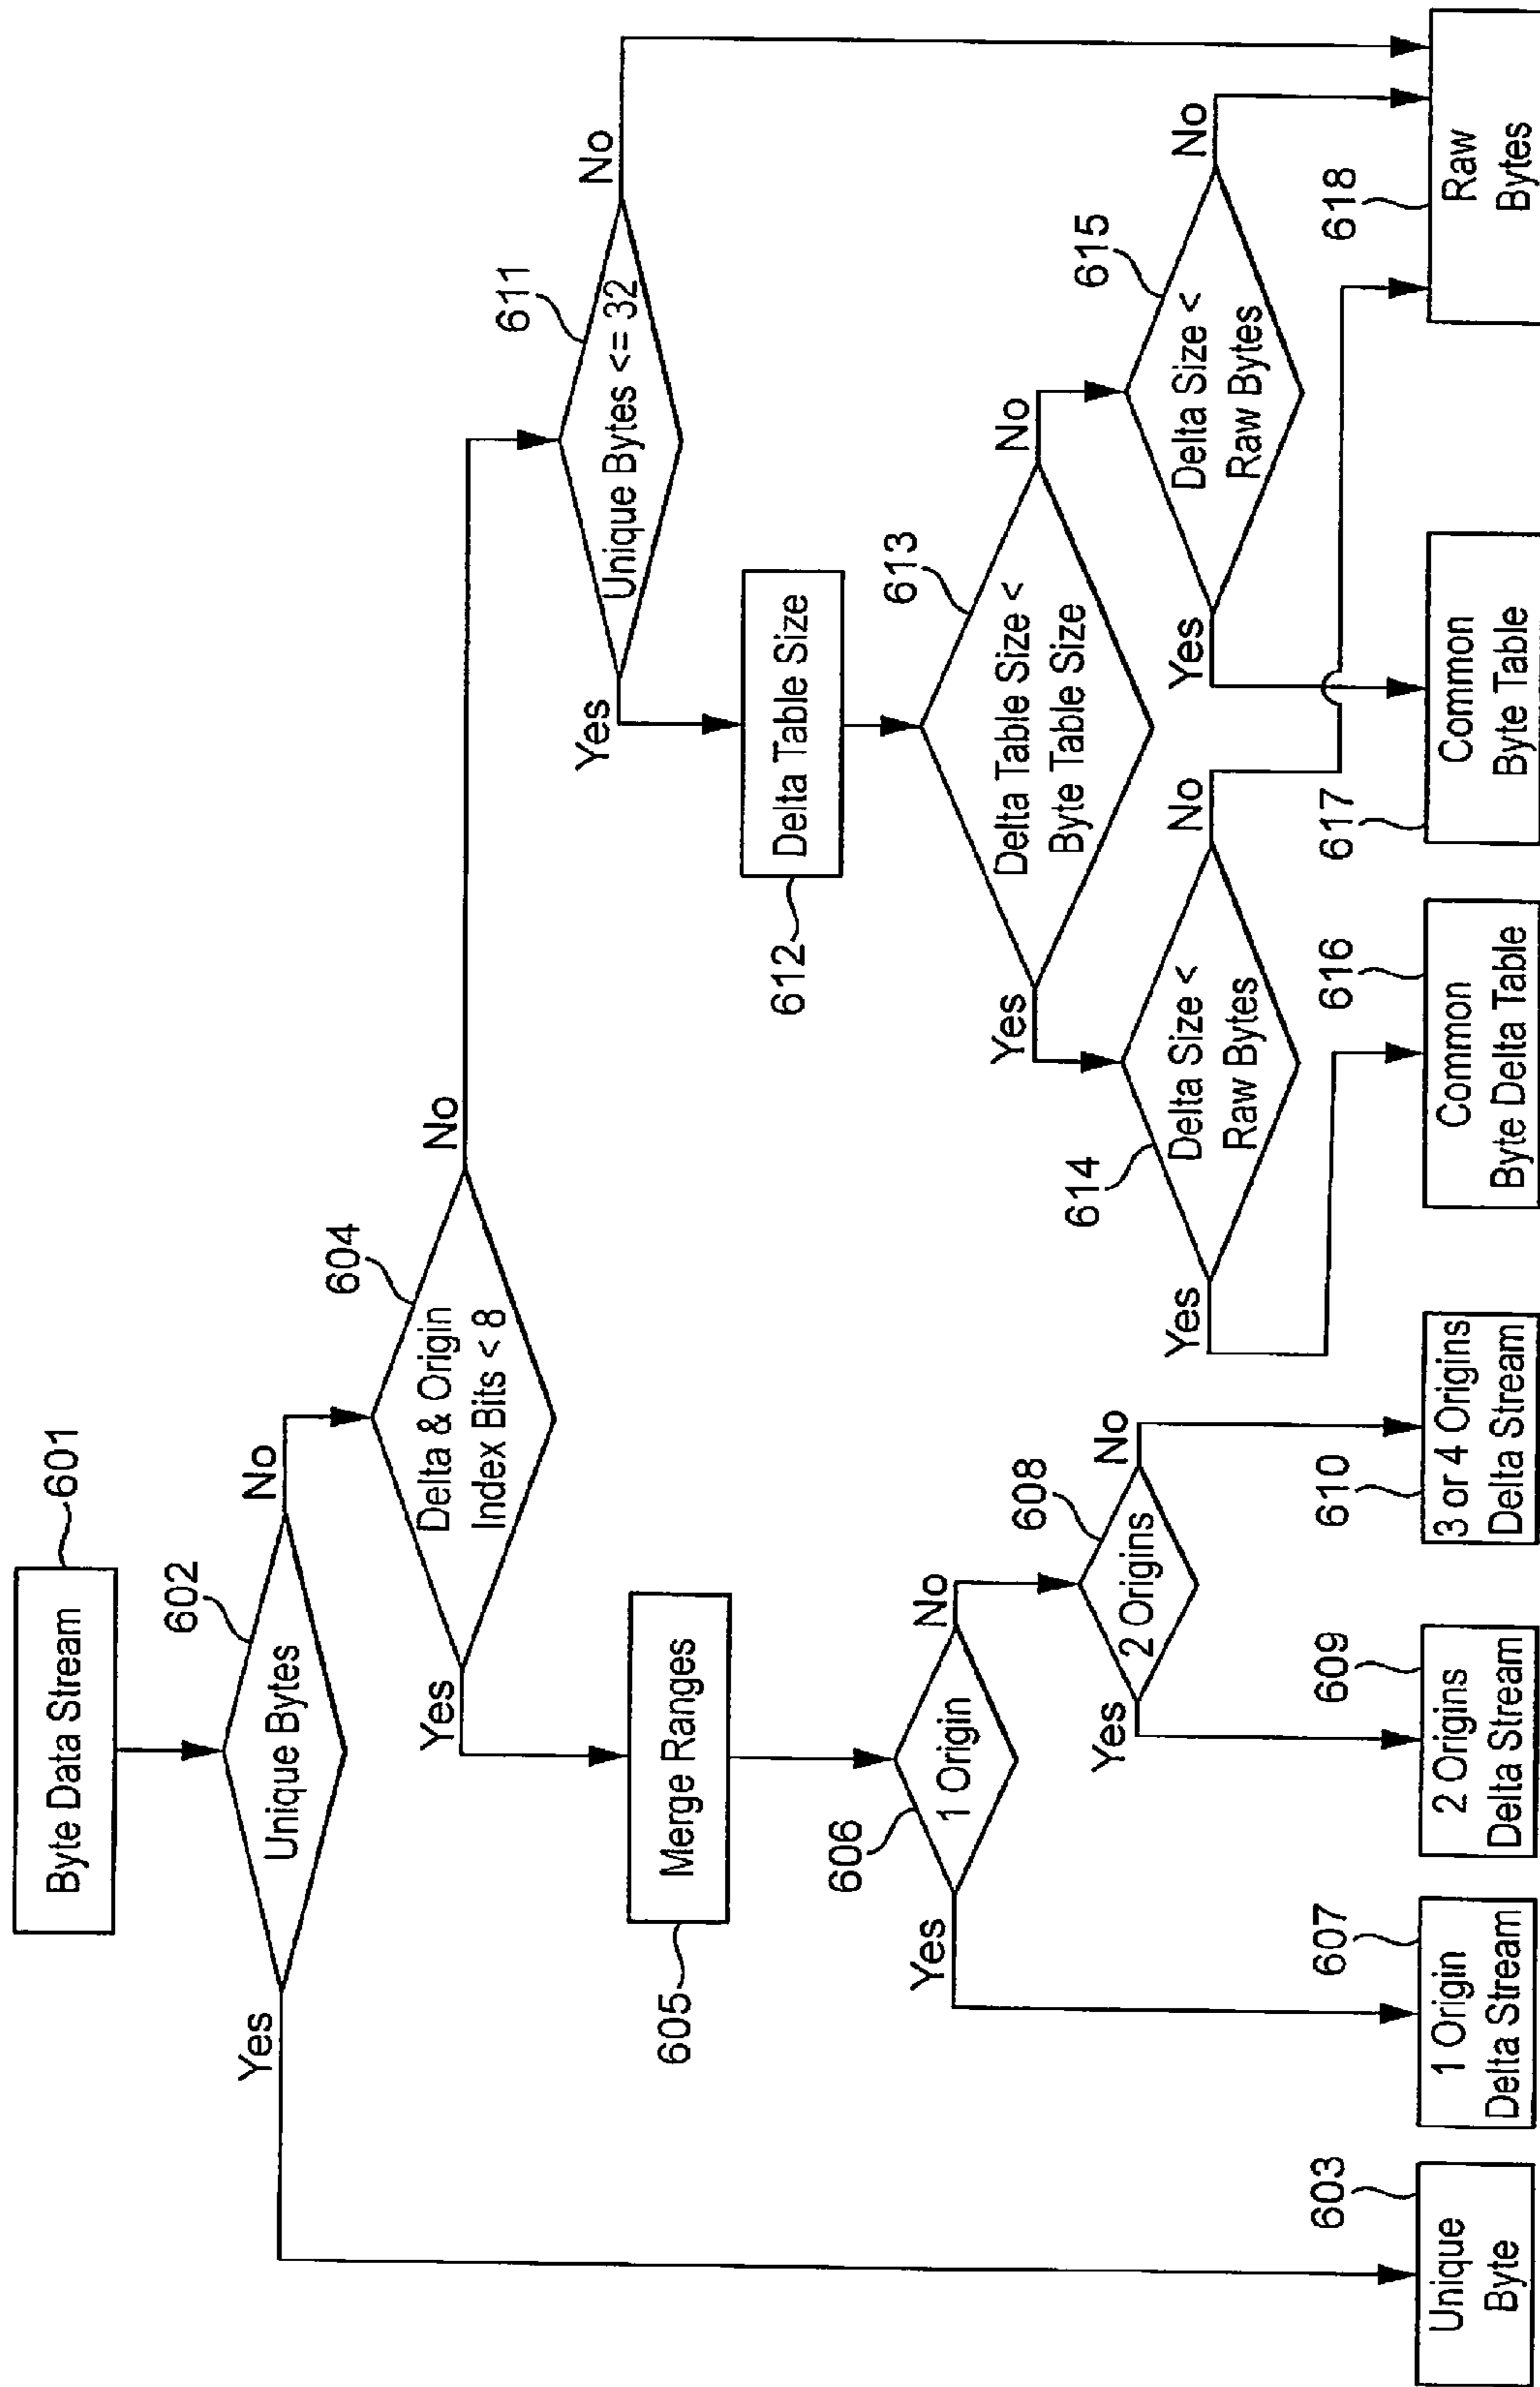 Byte Data Stream
601
602
Unique Bytes
Yes
No
604
Delta & Origin
Index Bits < 8
Yes
No
611
Unique Bytes <= 32
Yes
No
605
Merge Ranges
612
Delta Table Size
606
1 Origin
Yes
No
613
Delta Table Size <
Byte Table Size
Yes
No
608
2 Origins
Yes
No
614
Delta Size <
Raw Bytes
Yes
No
615
Delta Size <
Raw Bytes
Yes
No
603
Unique
Byte
607
1 Origin
Delta Stream
609
2 Origins
Delta Stream
610
3 or 4 Origins
Delta Stream
616
Common
Byte Delta Table
617
Common
Byte Table
618
Raw
Bytes